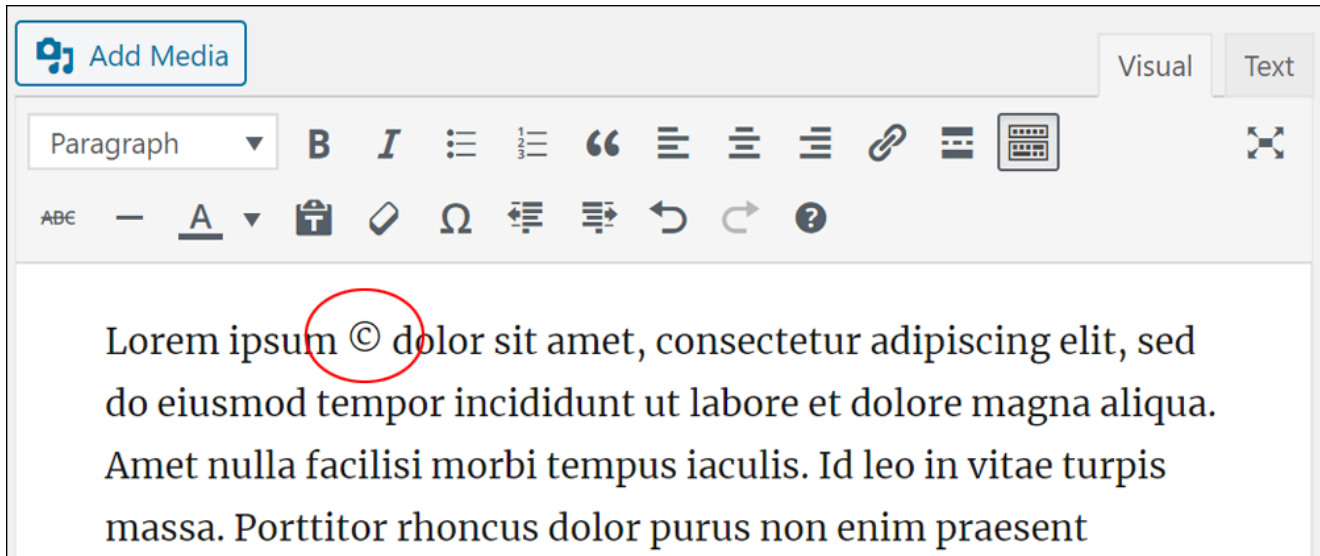 Add Media
Visual Text
Paragraph B I
ABC A T Ω ?
Lorem ipsum © dolor sit amet, consectetur adipiscing elit, sed
do eiusmod tempor incididunt ut labore et dolore magna aliqua.
Amet nulla facilisi morbi tempus iaculis. Id leo in vitae turpis
massa. Porttitor rhoncus dolor purus non enim praesent